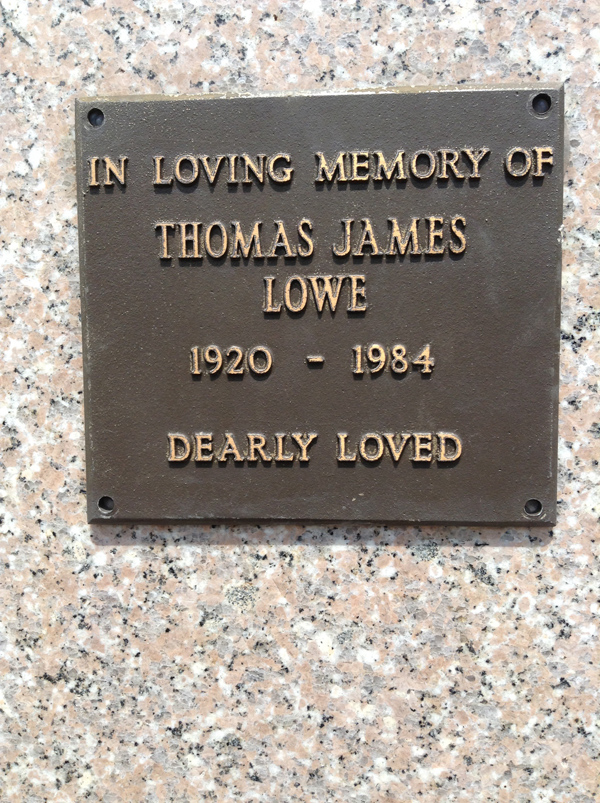 IN LOVING MEMORY OF
THOMAS JAMES
LOWE
1920 - 1984
DEARLY LOVED